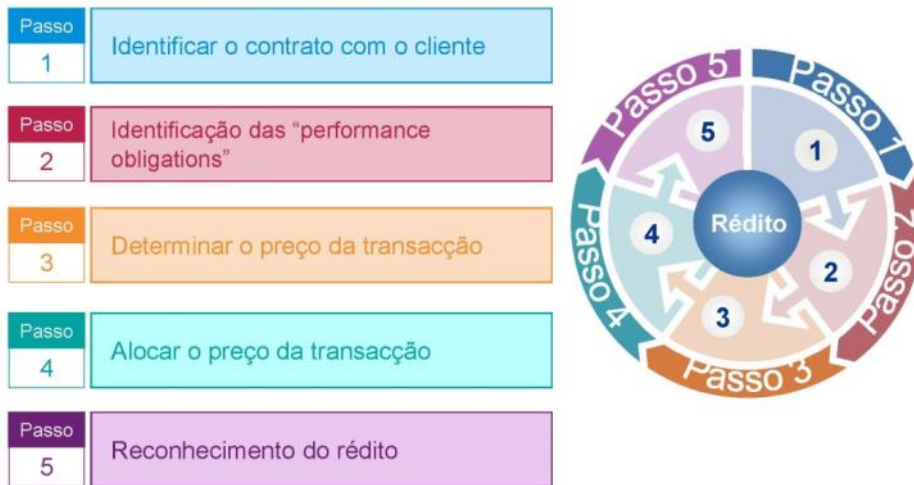 Passo
1
Identificar o contrato com o cliente
Passo
2
Identificação das “performance
obligations”
Passo
3
Determinar o preço da transacção
Passo
4
Alocar o preço da transacção
Passo
5
Reconhecimento do rédito
Passo 1
Passo 2
Passo 3
Passo 4
Passo 5
1
2
3
4
5
Rédito